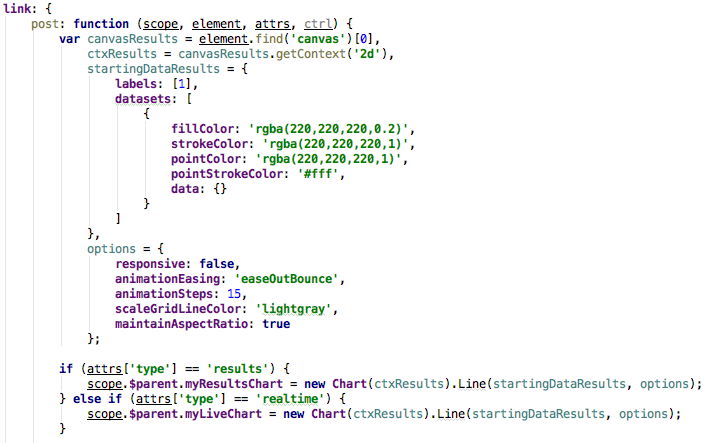 link: {
    post: function (scope, element, attrs, ctrl) {
        var canvasResults = element.find('canvas')[0],
            ctxResults = canvasResults.getContext('2d'),
            startingDataResults = {
                labels: [1],
                datasets: [
                    {
                        fillColor: 'rgba(220,220,220,0.2)',
                        strokeColor: 'rgba(220,220,220,1)',
                        pointColor: 'rgba(220,220,220,1)',
                        pointStrokeColor: '#fff',
                        data: {}
                    }
                ]
            },
            options = {
                responsive: false,
                animationEasing: 'easeOutBounce',
                animationSteps: 15,
                scaleGridLineColor: 'lightgray',
                maintainAspectRatio: true
            };

        if (attrs['type'] == 'results') {
            scope.$parent.myResultsChart = new Chart(ctxResults).Line(startingDataResults, options);
        } else if (attrs['type'] == 'realtime') {
            scope.$parent.myLiveChart = new Chart(ctxResults).Line(startingDataResults, options);
        }